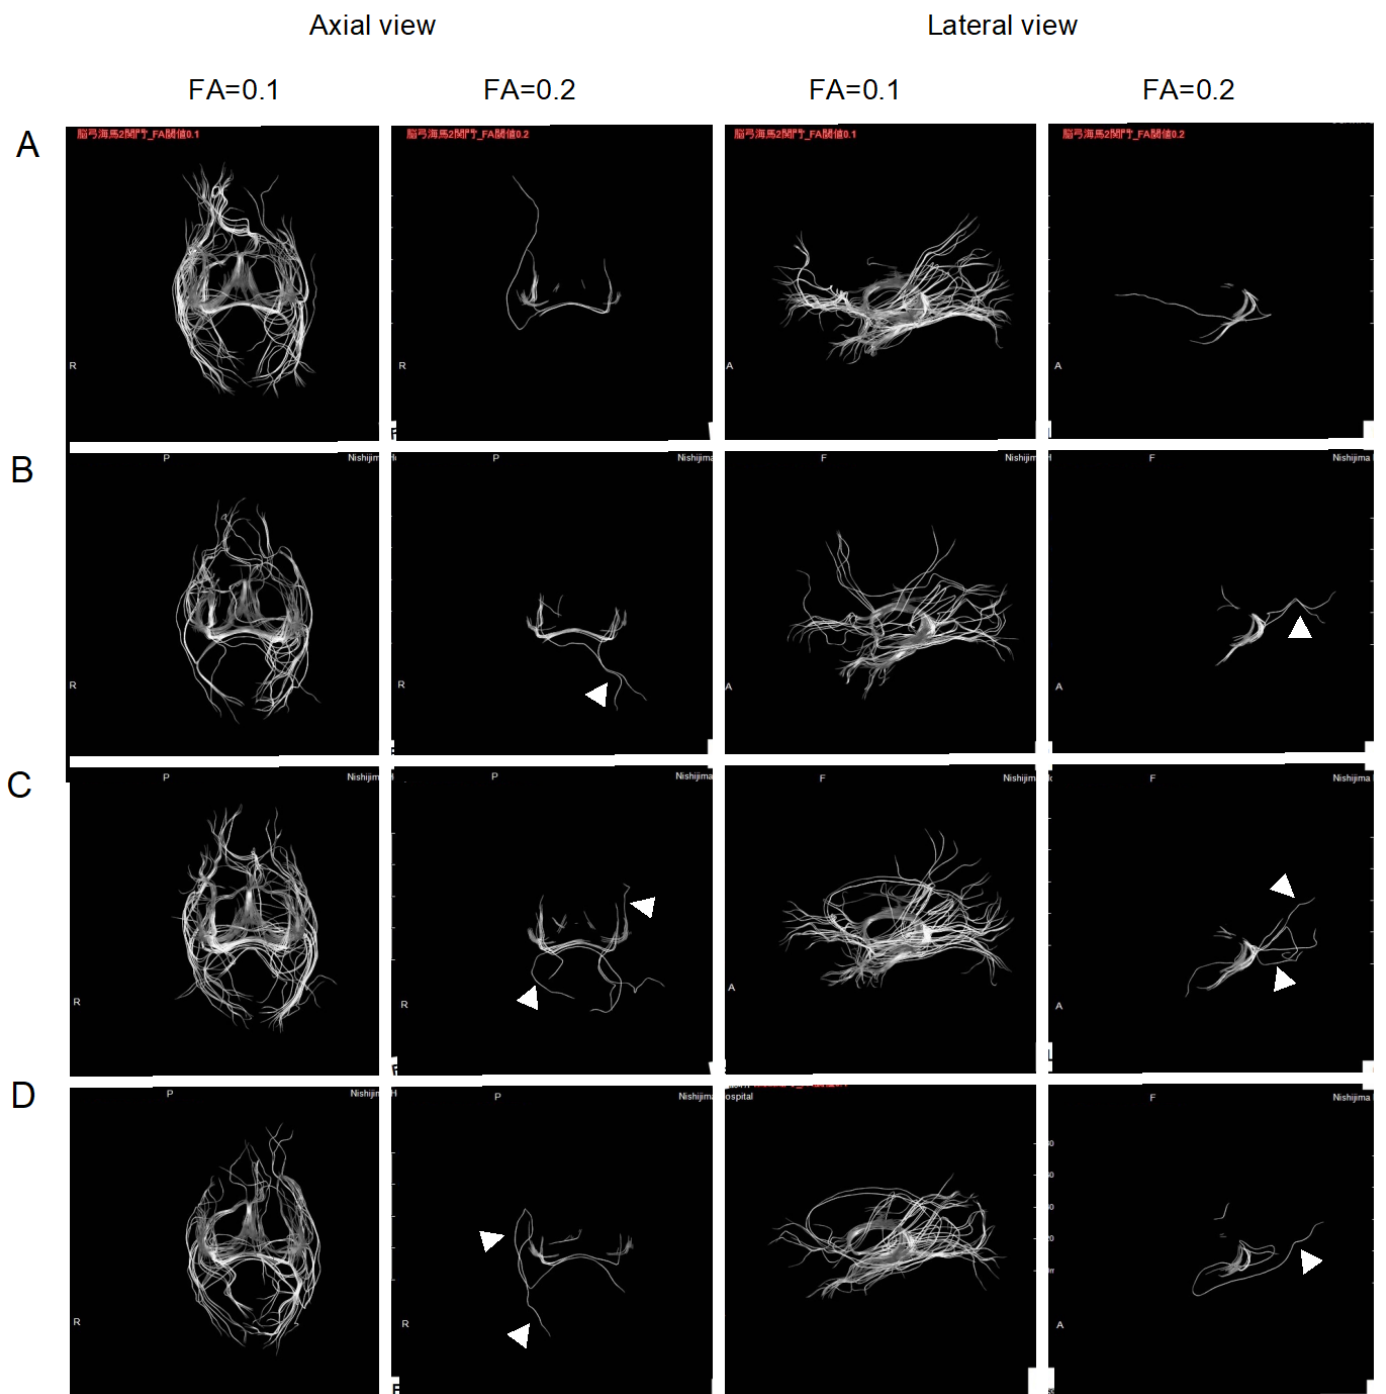 Axial view Lateral view
FA=0.1 FA=0.2 FA=0.1 FA=0.2
A
脳弓海馬2関門_FA閾値0.1 脳弓海馬2関門_FA閾値0.2 脳弓海馬2関門_FA閾値0.1 脳弓海馬2関門_FA閾値0.2
R R A A
B
P Nishijim P Nishijima F Nishijim F Nishijima
R R A A
C
P Nishijim P Nishijima F Nishijim F Nishijima
R R A A
D
P Nishijim P Nishijima ospital F Nishijima
R R A